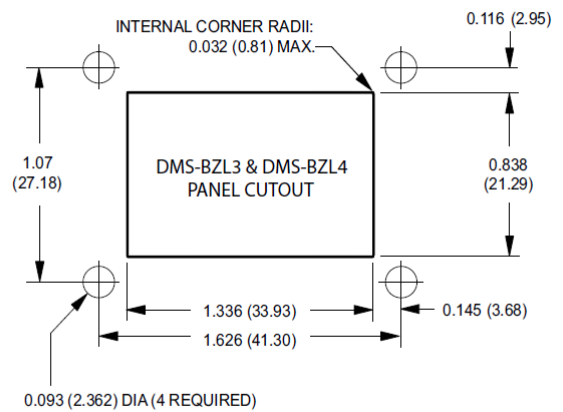 INTERNAL CORNER RADII:
0.032 (0.81) MAX.
0.116 (2.95)
1.07
(27.18)
DMS-BZL3 & DMS-BZL4
PANEL CUTOUT
0.838
(21.29)
1.336 (33.93)
0.145 (3.68)
1.626 (41.30)
0.093 (2.362) DIA (4 REQUIRED)